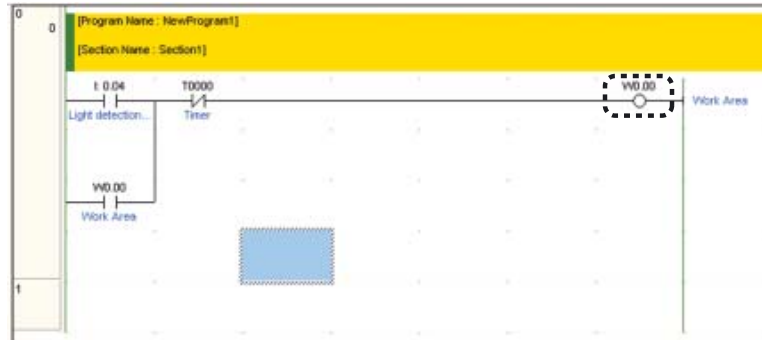 0
0
[Program Name : NewProgram1]
[Section Name : Section1]
I: 0.04
T0000
W0.00
Light detection...
Timer
Work Area
W0.00
Work Area
1